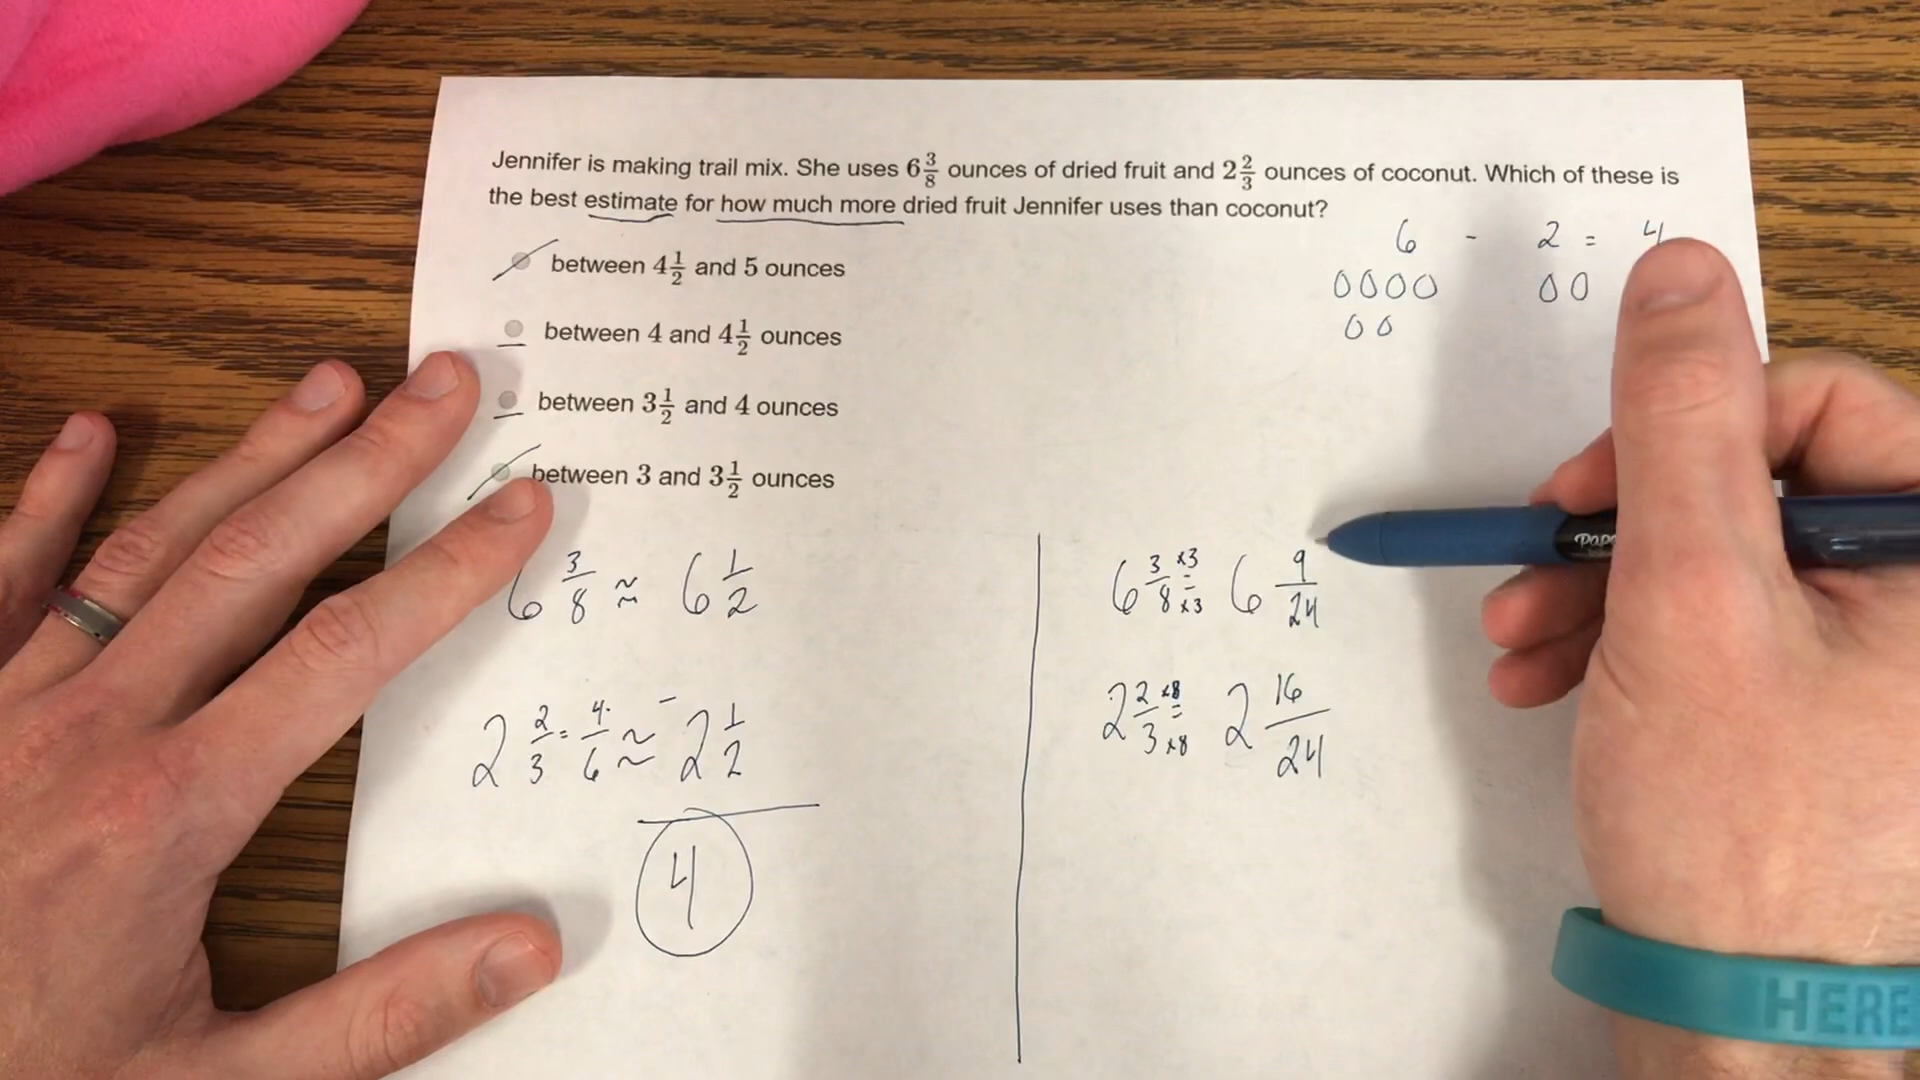 Jennifer is making trail mix. She uses 6 3/8 ounces of dried fruit and 2 2/3 ounces of coconut. Which of these is
the best estimate for how much more dried fruit Jennifer uses than coconut?
6 - 2 = 4
0000 00
00
between 4 1/2 and 5 ounces
between 4 and 4 1/2 ounces
between 3 1/2 and 4 ounces
between 3 and 3 1/2 ounces
6 3/8 ≈ 6 1/2
2 2/3 = 4/6 ≈ - 2 1/2
4
6 3/8 x3 = x3 6 9/24
2 2/3 x8 = x8 2 16/24
HERE